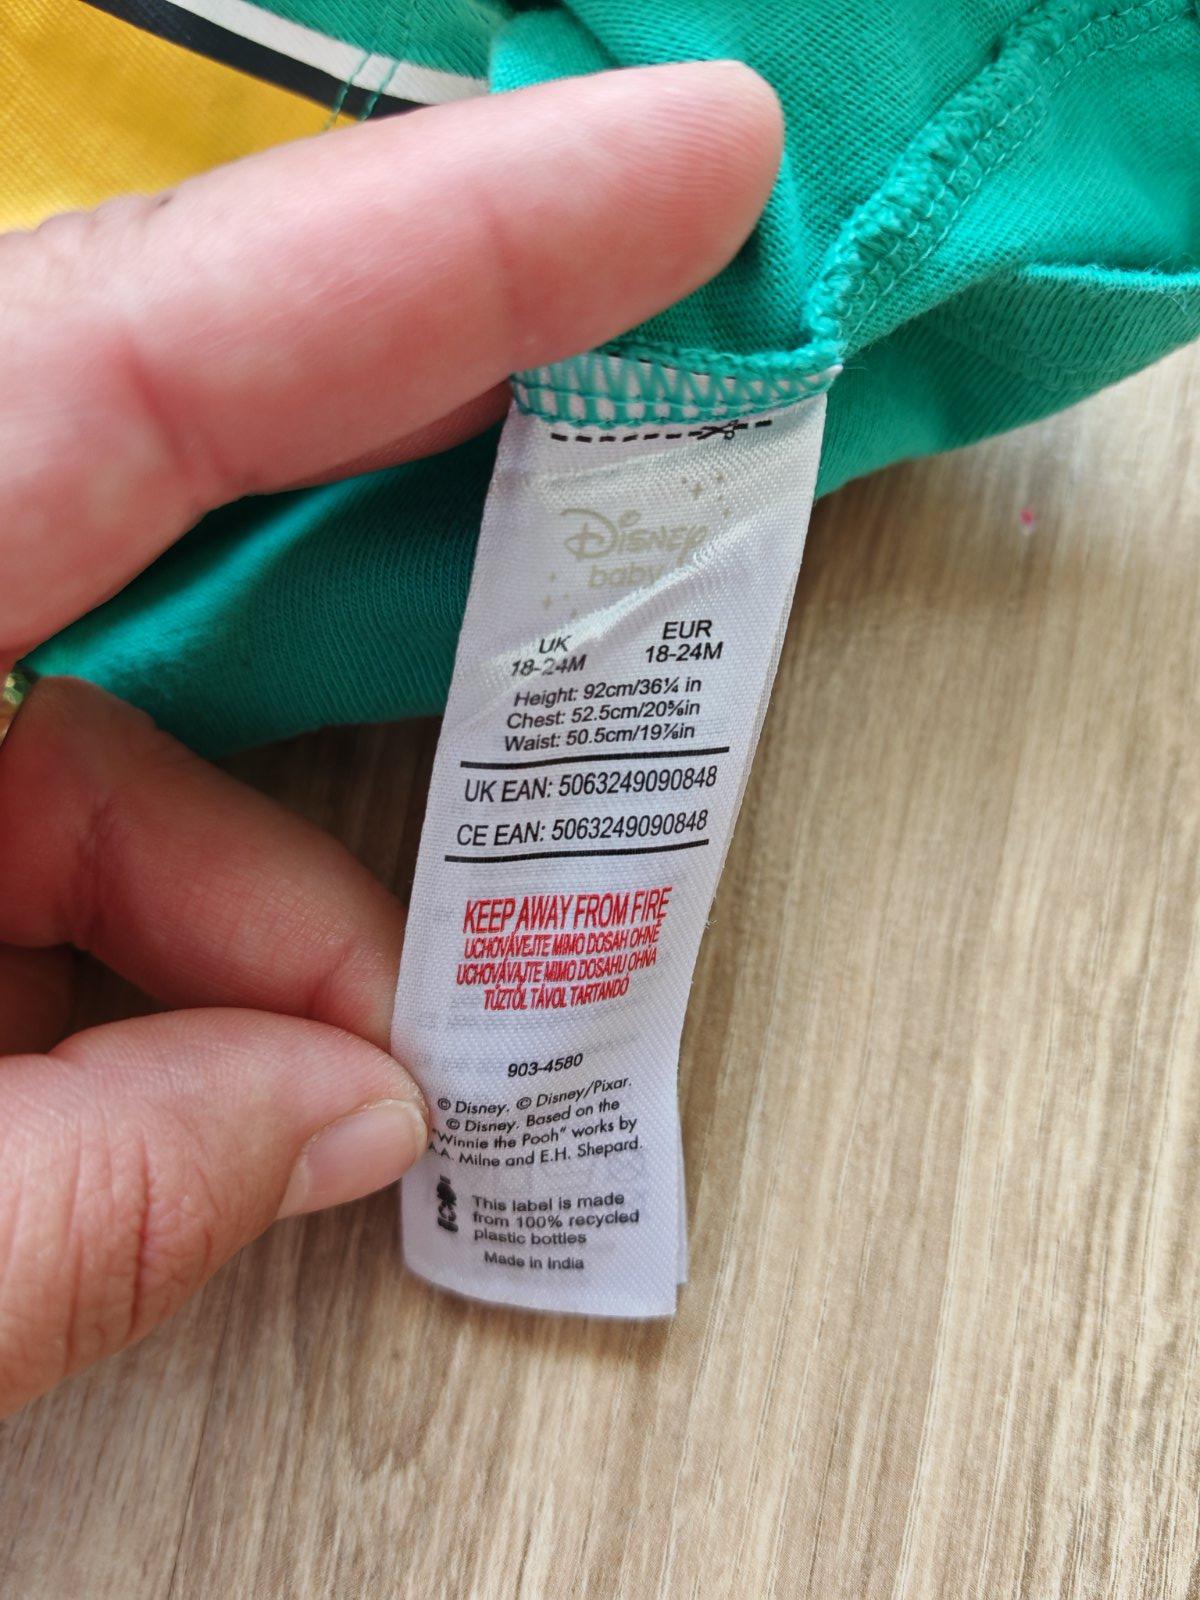 Disney
baby
UK EUR
18-24M 18-24M
Height: 92cm/36¼ in
Chest: 52.5cm/20⅝in
Waist: 50.5cm/19⅞in
UK EAN: 5063249090848
CE EAN: 5063249090848
KEEP AWAY FROM FIRE
UCHOVÁVEJTE MIMO DOSAH OHNĚ
UCHOVÁVAJTE MIMO DOSAHU OHŇA
TŰZTŐL TÁVOL TARTANDÓ
903-4580
© Disney. © Disney/Pixar.
© Disney. Based on the
"Winnie the Pooh" works by
A.A. Milne and E.H. Shepard.
This label is made
from 100% recycled
plastic bottles
Made in India